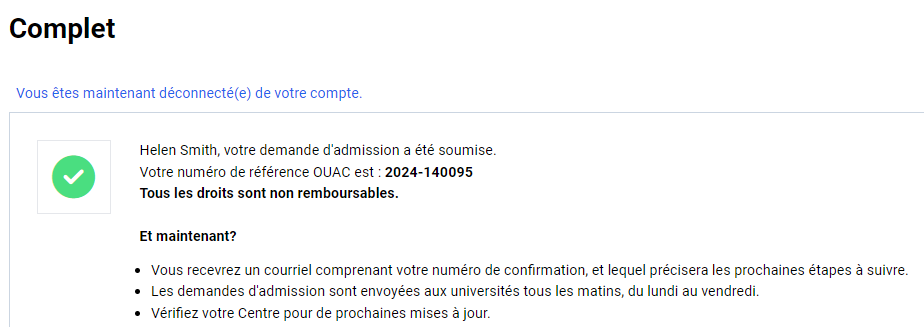 Complet
Vous êtes maintenant déconnecté(e) de votre compte.
Helen Smith, votre demande d'admission a été soumise.
Votre numéro de référence OUAC est : 2024-140095
Tous les droits sont non remboursables.
Et maintenant?
• Vous recevrez un courriel comprenant votre numéro de confirmation, et lequel précisera les prochaines étapes à suivre.
• Les demandes d'admission sont envoyées aux universités tous les matins, du lundi au vendredi.
• Vérifiez votre Centre pour de prochaines mises à jour.